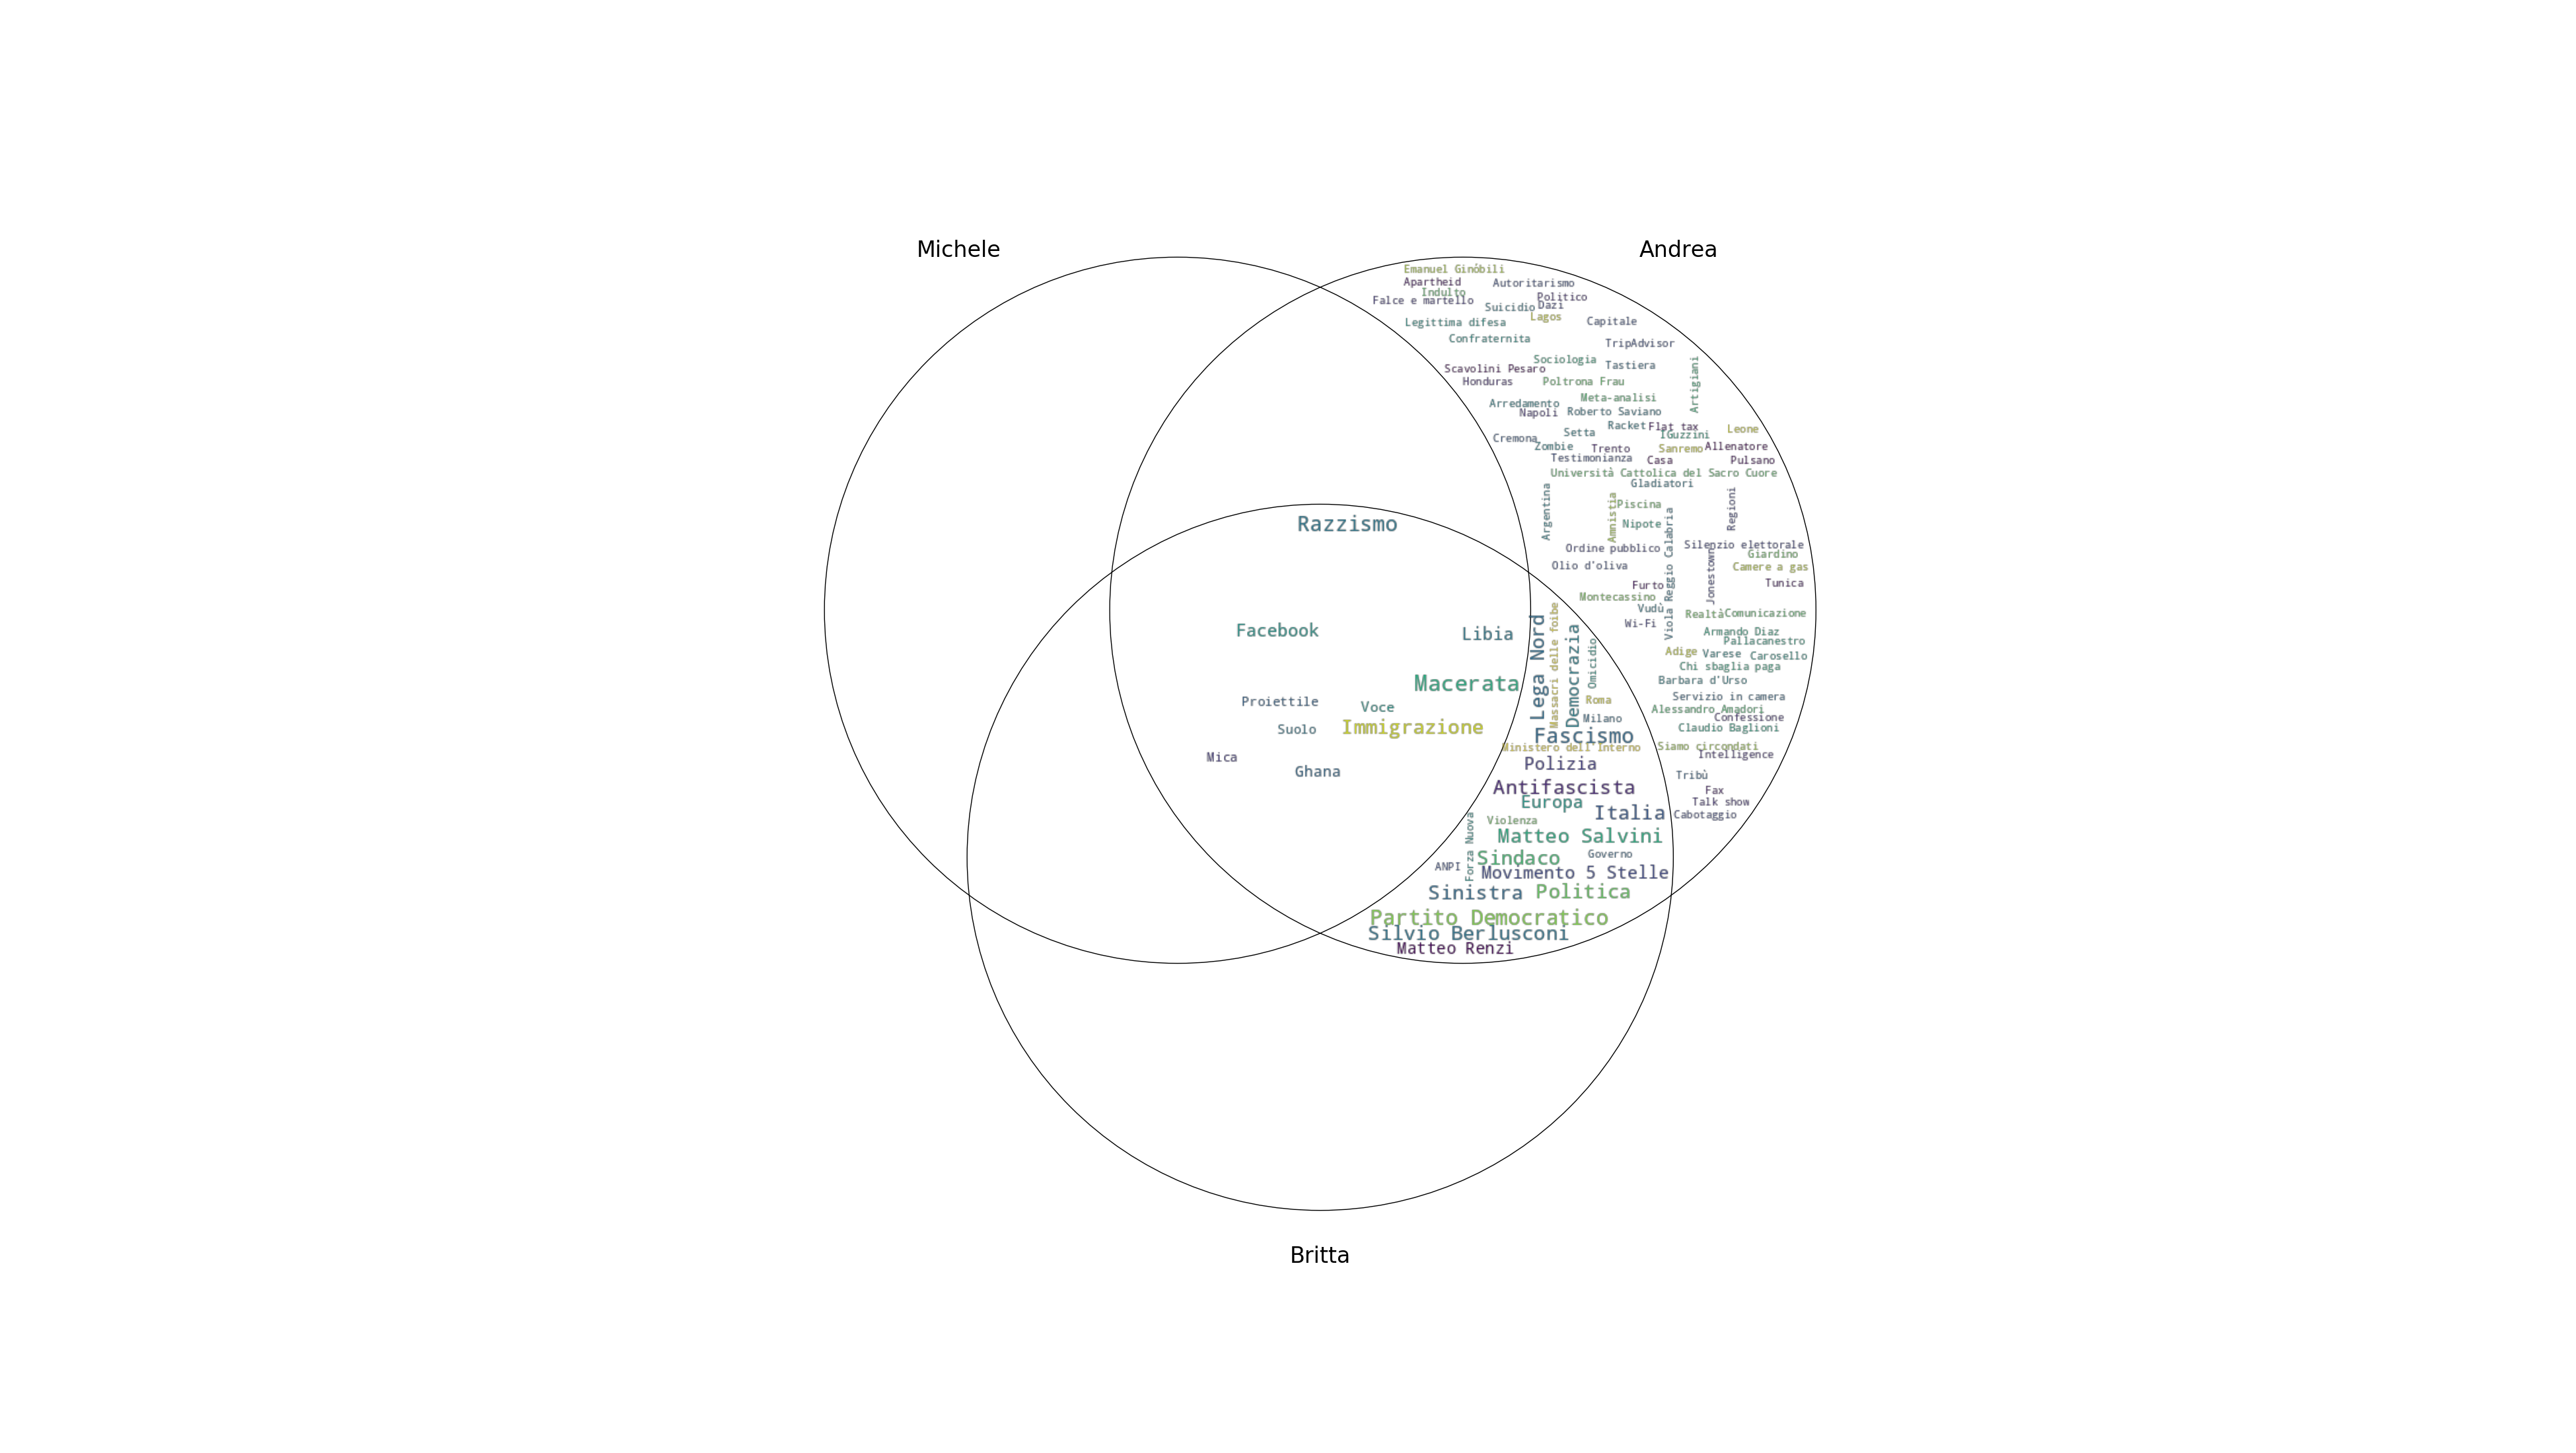 Michele
Andrea
Emanuel Ginóbili
Apartheid
Autoritarismo
Indulto
Falce e martello
Politico
Suicidio
Dazi
Lagos
Legittima difesa
Capitale
Confraternita
TripAdvisor
Sociologia
Tastiera
Scavolini Pesaro
Honduras
Poltrona Frau
Artigiani
Meta-analisi
Arredamento
Napoli
Roberto Saviano
Racket
Flat tax
Leone
Setta
IGuzzini
Cremona
Zombie
Trento
Sanremo
Allenatore
Testimonianza
Casa
Pulsano
Università Cattolica del Sacro Cuore
Gladiatori
Argentina
Amnistia
Piscina
Regioni
Nipote
Viola Reggio Calabria
Ordine pubblico
Silenzio elettorale
Giardino
Olio d'oliva
Jonestown
Camere a gas
Furto
Tunica
Montecassino
Vudù
Realtà
Comunicazione
Wi-Fi
Armando Diaz
Pallacanestro
Adige
Varese
Carosello
Chi sbaglia paga
Barbara d'Urso
Servizio in camera
Alessandro Amadori
Confessione
Claudio Baglioni
Siamo circondati
Intelligence
Tribù
Fax
Talk show
Cabotaggio
Razzismo
Facebook
Libia
Macerata
Proiettile
Voce
Suolo
Immigrazione
Mica
Ghana
Lega Nord
Massacri delle foibe
Democrazia
Omicidio
Roma
Milano
Fascismo
Ministero dell'Interno
Polizia
Antifascista
Europa
Italia
Violenza
Forza Nuova
Matteo Salvini
Sindaco
Governo
ANPI
Movimento 5 Stelle
Sinistra
Politica
Partito Democratico
Silvio Berlusconi
Matteo Renzi
Britta